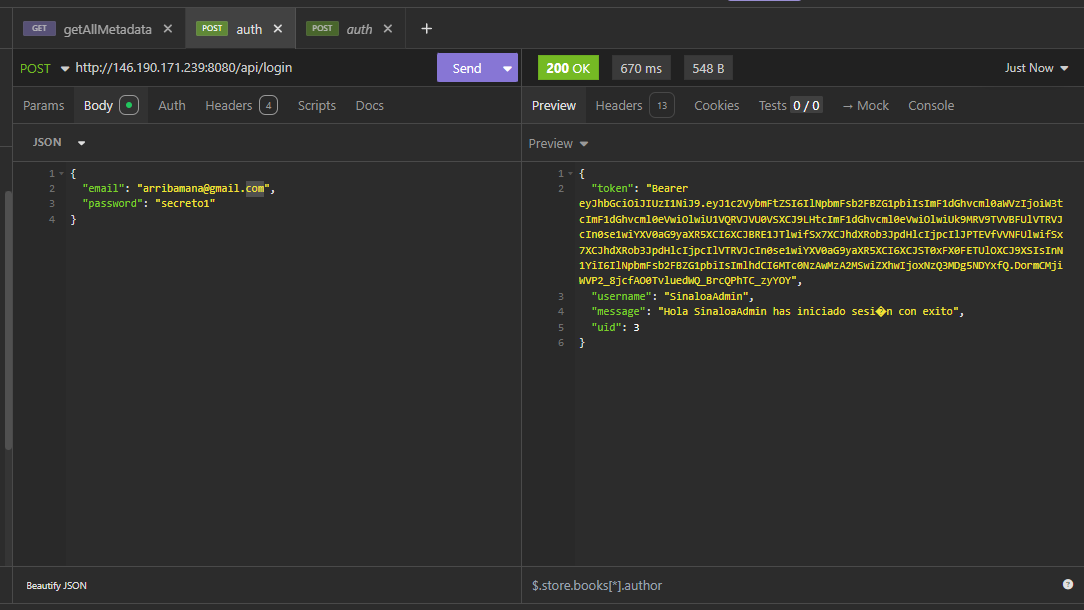 GET getAllMetadata × POST auth × POST auth × +
POST http://146.190.171.239:8080/api/login Send 200 OK 670 ms 548 B Just Now
Params Body Auth Headers 4 Scripts Docs Preview Headers 13 Cookies Tests 0 / 0 → Mock Console
JSON Preview
1 {
2 "email": "arribamana@gmail.com",
3 "password": "secreto1"
4 }
1 {
2 "token": "Bearer
"username": "SinaloaAdmin",
3
4 "message": "Hola SinaloaAdmin has iniciado sesi�n con exito",
5 "uid": 3
6 }
Beautify JSON $.store.books[*].author